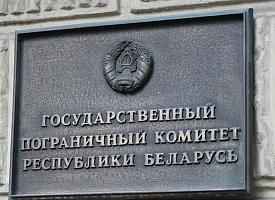 ГОСУДАРСТВЕННЫЙ
ПОГРАНИЧНЫЙ КОМИТЕТ
РЕСПУБЛИКИ БЕЛАРУСЬ